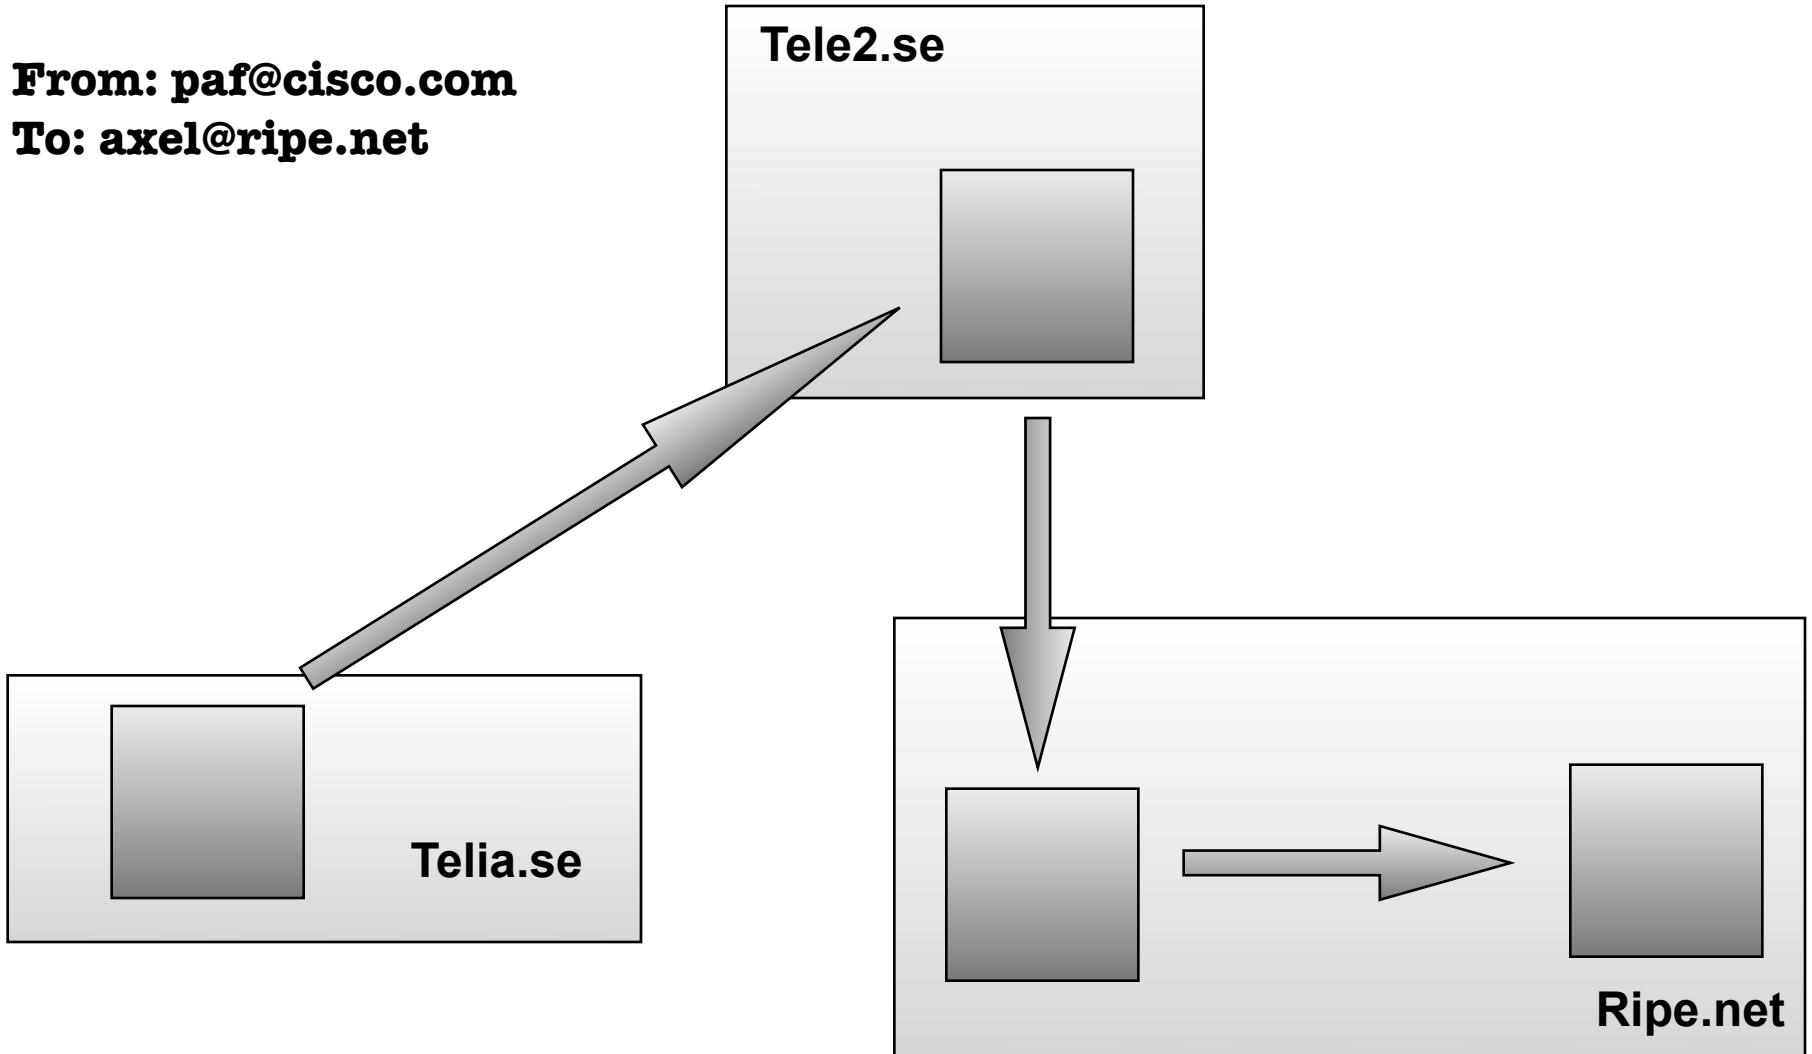 From: paf@cisco.com
To: axel@ripe.net
Tele2.se
Telia.se
Ripe.net